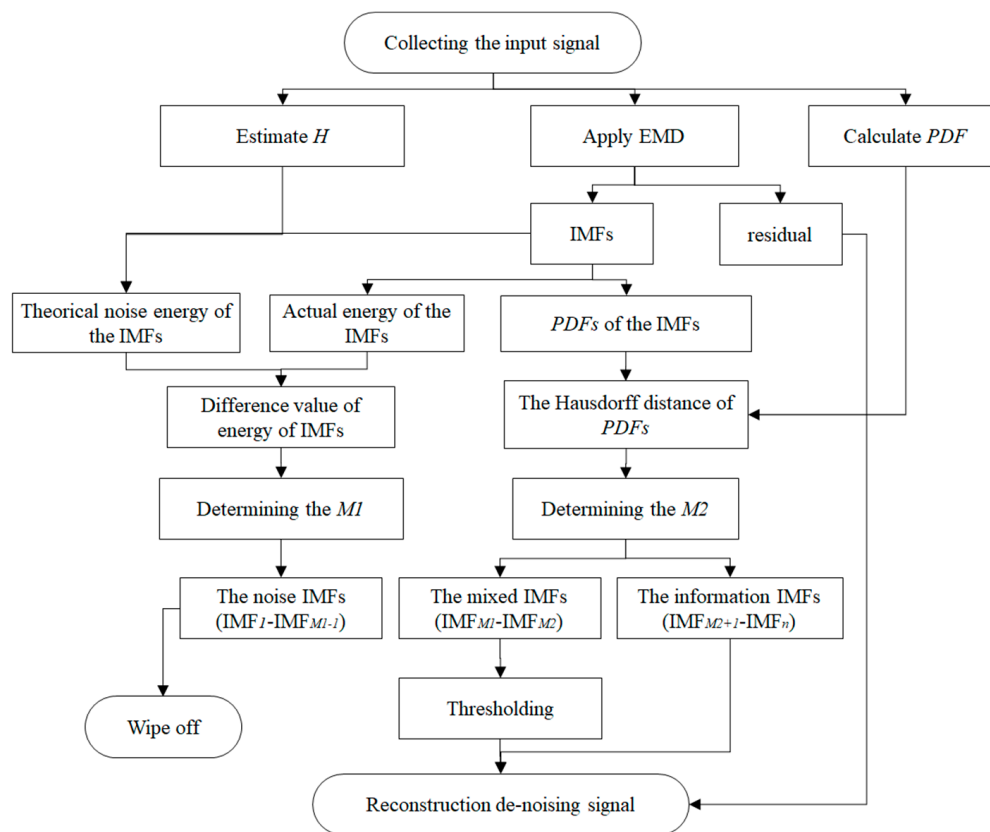 Collecting the input signal
Estimate H
Apply EMD
Calculate PDF
IMFs
residual
Theorical noise energy of
the IMFs
Actual energy of the
IMFs
PDFs of the IMFs
Difference value of
energy of IMFs
The Hausdorff distance of
PDFs
Determining the M1
Determining the M2
The noise IMFs
(IMF1-IMFM1-1)
The mixed IMFs
(IMFM1-IMFM2)
The information IMFs
(IMFM2+1-IMFn)
Thresholding
Wipe off
Reconstruction de-noising signal